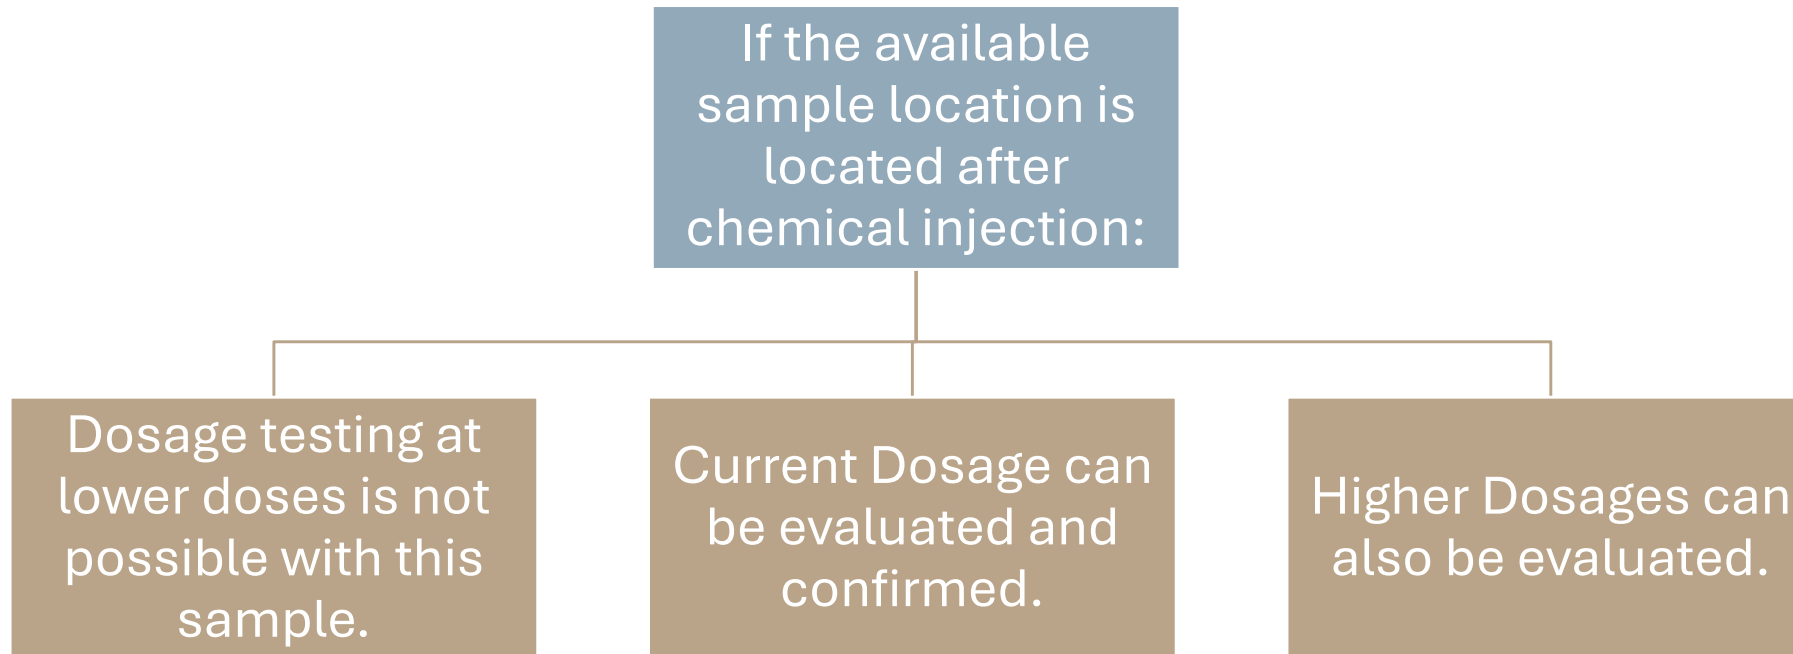 If the available
sample location is
located after
chemical injection:
Dosage testing at
lower doses is not
possible with this
sample.
Current Dosage can
be evaluated and
confirmed.
Higher Dosages can
also be evaluated.